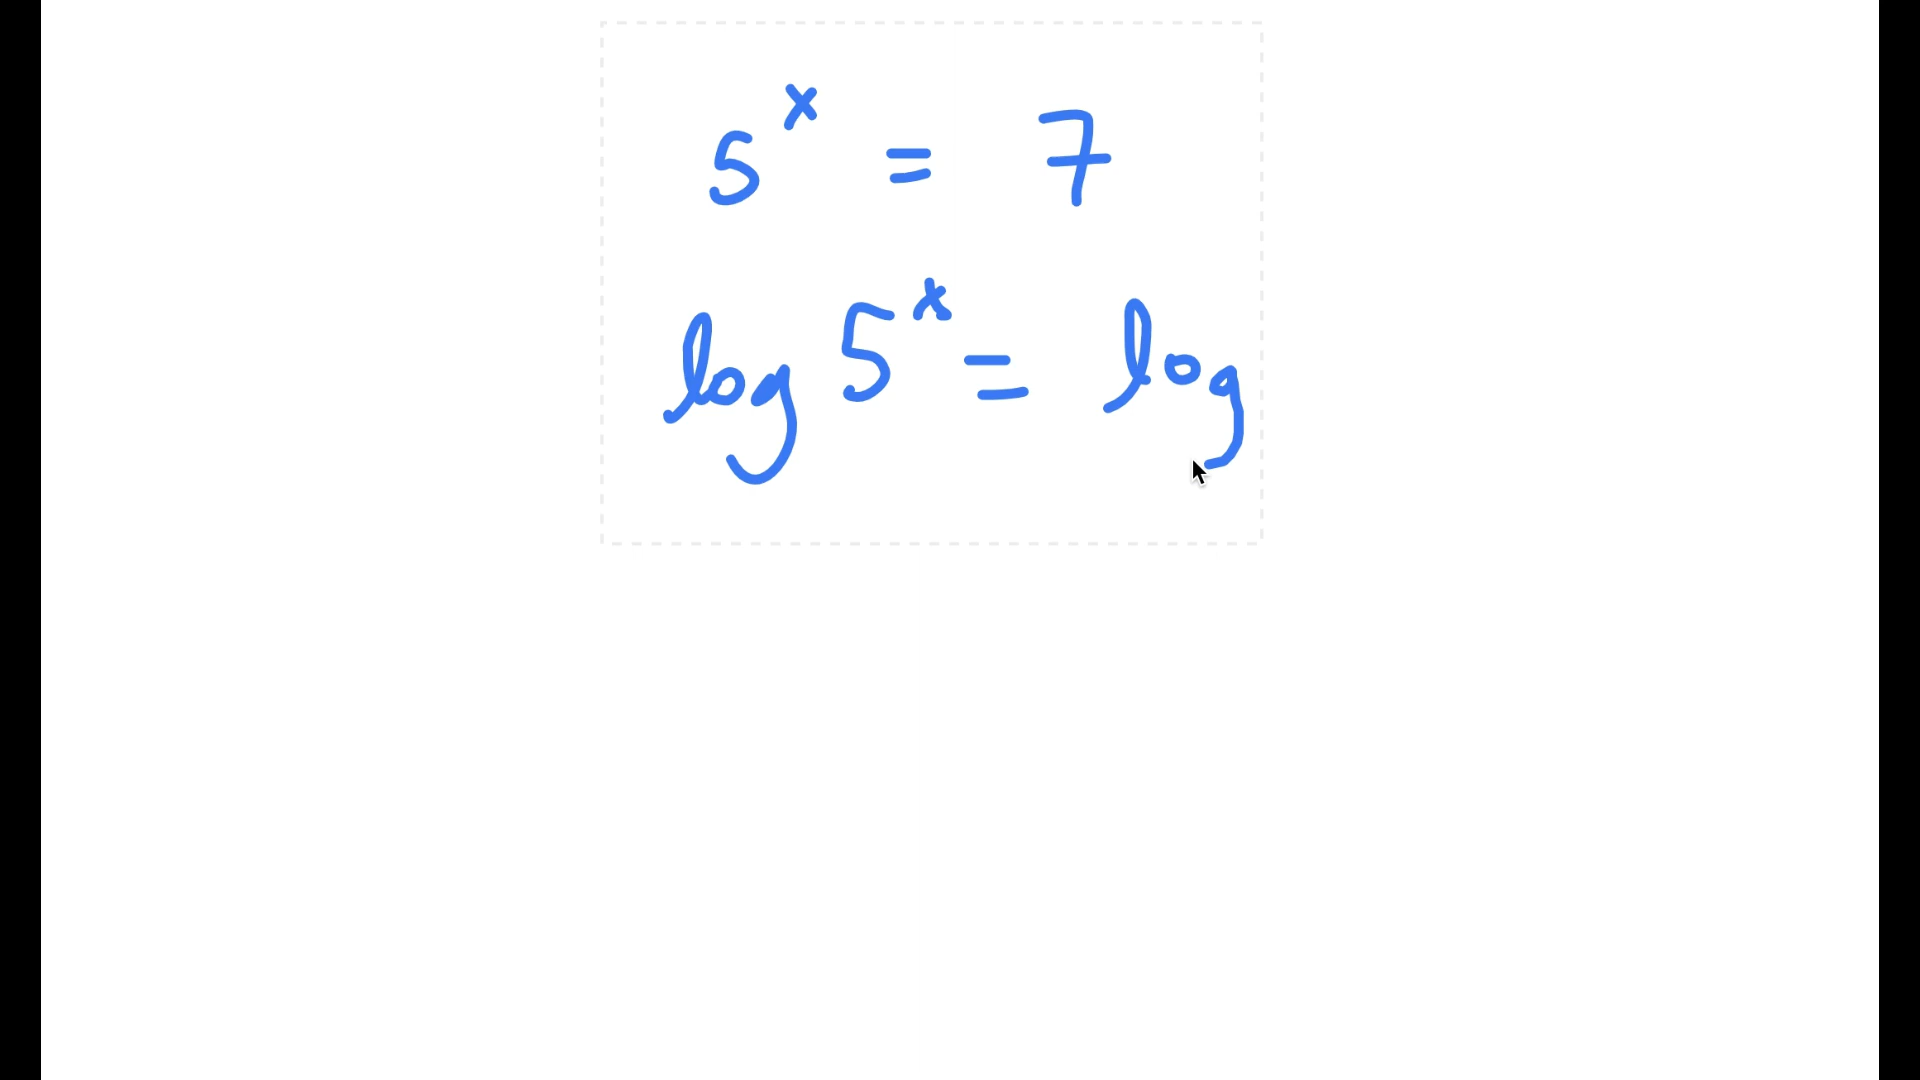 5^x = 7
log 5^x = log